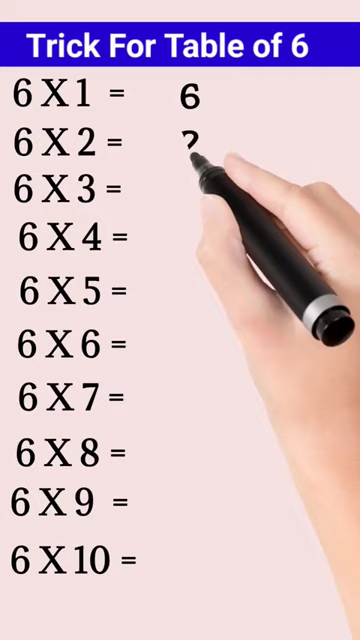 Trick For Table of 6
6 X 1 = 6
6 X 2 =
6 X 3 =
6 X 4 =
6 X 5 =
6 X 6 =
6 X 7 =
6 X 8 =
6 X 9 =
6 X 10 =